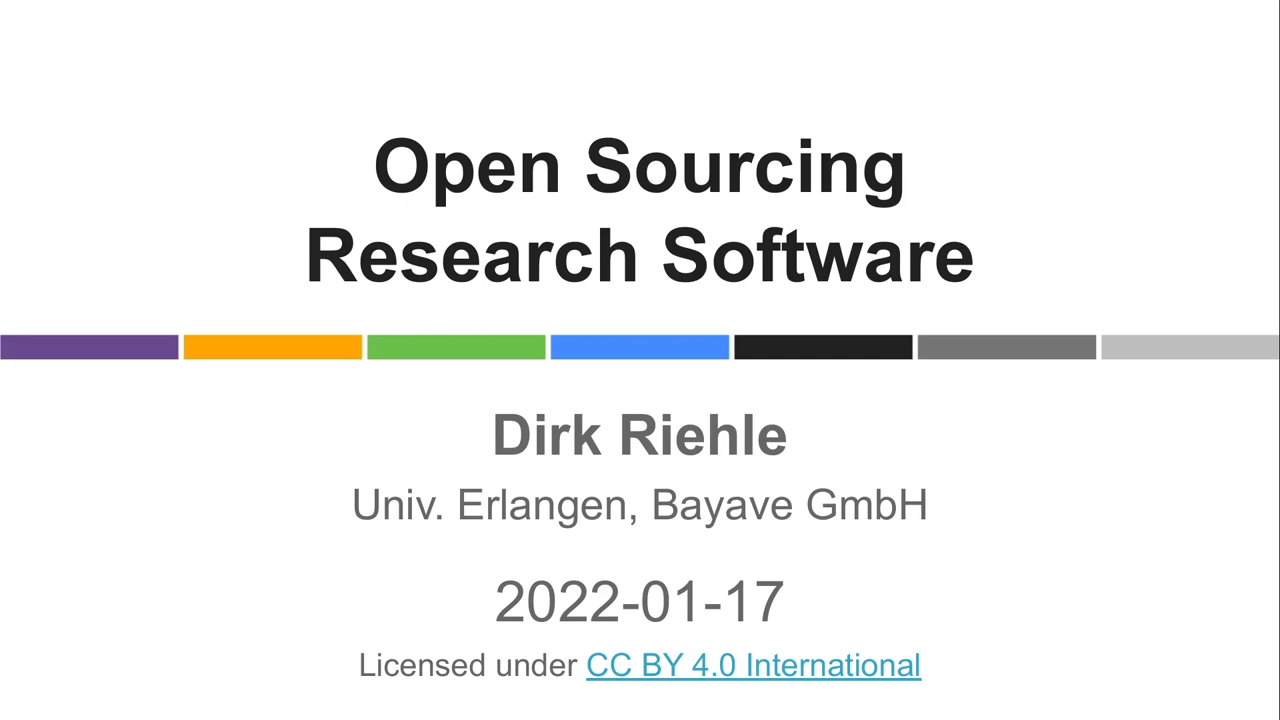 Open Sourcing
Research Software
Dirk Riehle
Univ. Erlangen, Bayave GmbH
2022-01-17
Licensed under CC BY 4.0 International